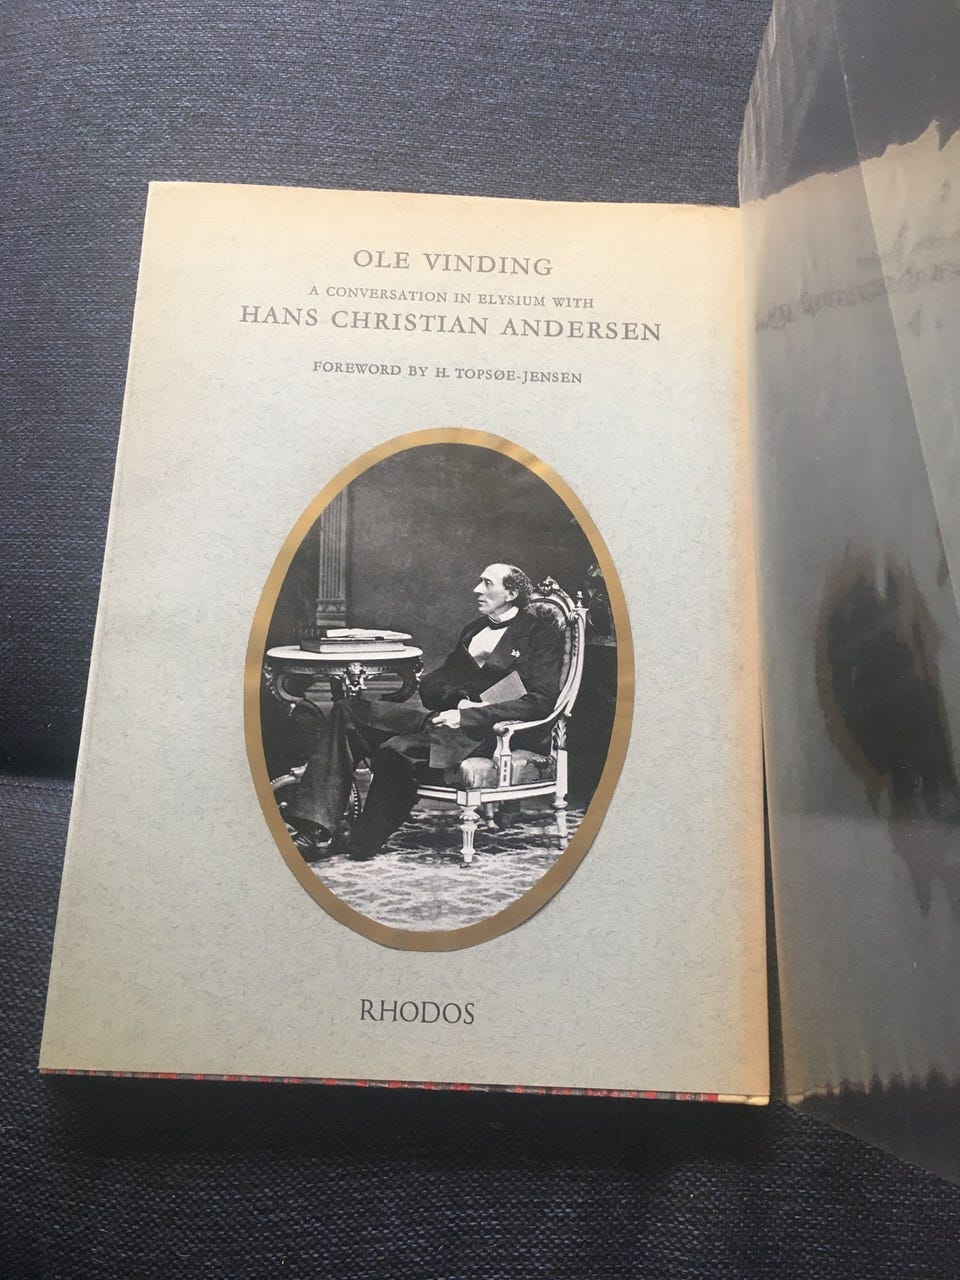 OLE VINDING
A CONVERSATION IN ELYSIUM WITH
HANS CHRISTIAN ANDERSEN
FOREWORD BY H. TOPSØE-JENSEN
RHODOS